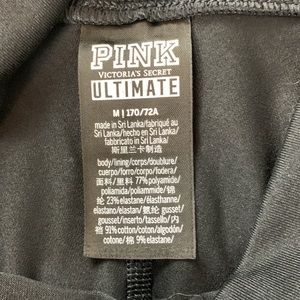 PINK
VICTORIA'S SECRET
ULTIMATE
M | 170/72A
made in Sri Lanka/fabriqué au
Sri Lanka/hecho en Sri Lanka/
fabbricato in Sri Lanka/
斯里兰卡制造
body/lining/corps/doublure/
cuerpo/forro/corpo/fodera/
面料/里料 77% polyamide/
poliamida/poliammide/锦
纶 23% elastane/élasthanne/
elastano/elastan/氨纶 gusset/
gousset/inserto/tassello/内
裆 91% cotton/coton/algodón/
cotone/棉 9% elastane/